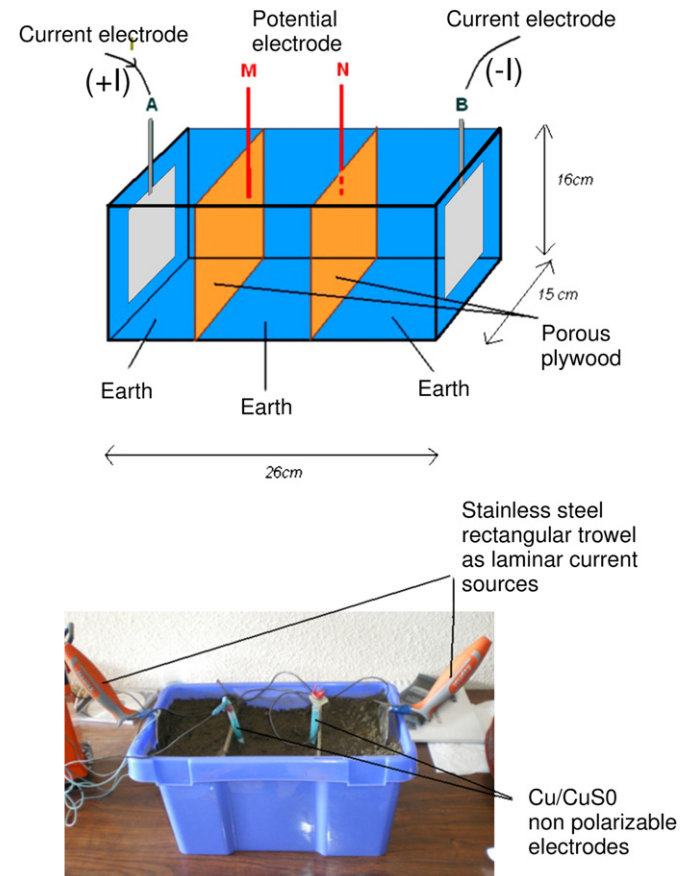 Current electrode
Potential
electrode
Current electrode
I
(+I)
(-I)
M
N
A
B
16cm
15 cm
Porous
plywood
Earth
Earth
Earth
26cm
Stainless steel
rectangular trowel
as laminar current
sources
Cu/CuS0
non polarizable
electrodes